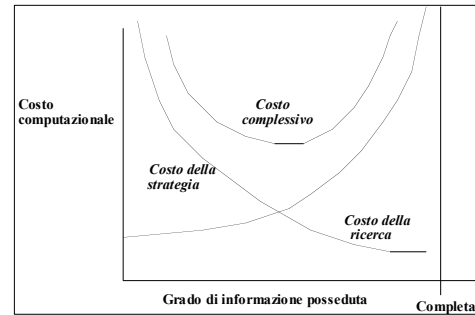 Costo
computazionale
Costo
complessivo
Costo della
strategia
Costo della
ricerca
Grado di informazione posseduta
Completa